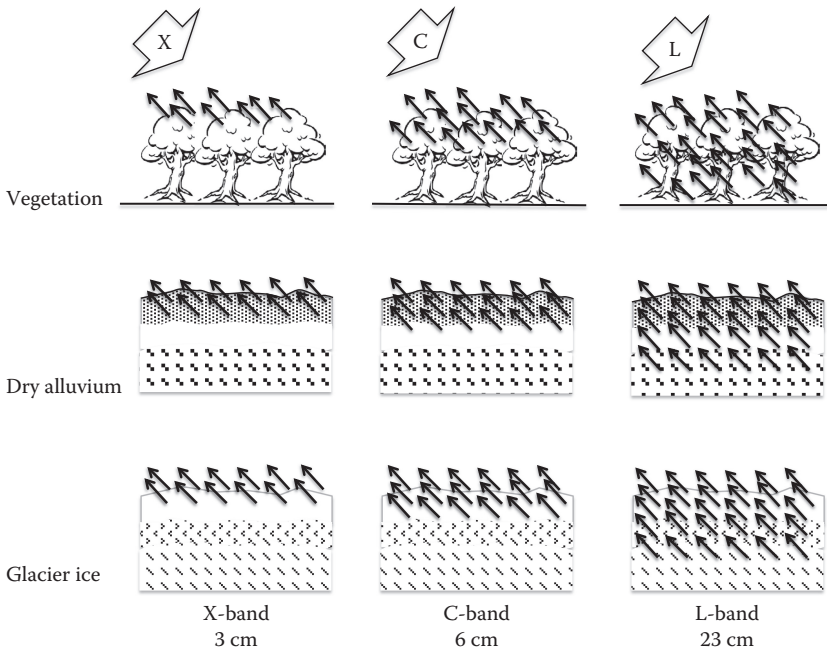 X
C
L
Vegetation
Dry alluvium
Glacier ice
X-band
3 cm
C-band
6 cm
L-band
23 cm